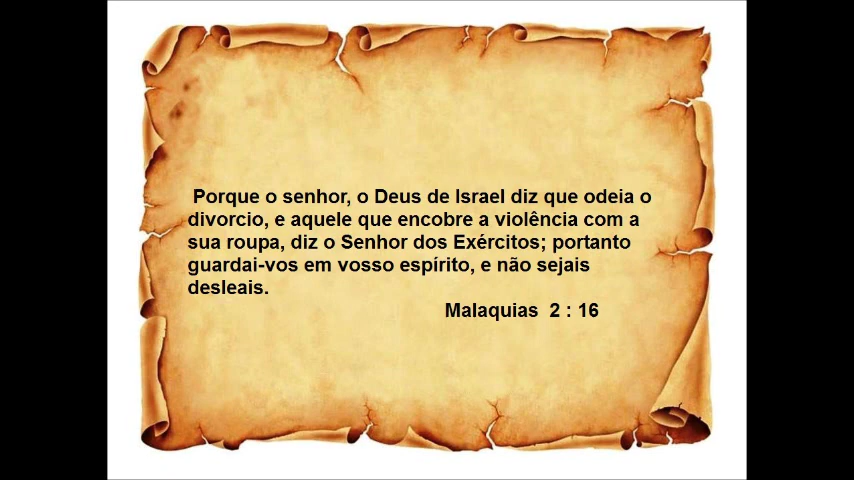 Porque o senhor, o Deus de Israel diz que odeia o
divorcio, e aquele que encobre a violência com a
sua roupa, diz o Senhor dos Exércitos; portanto
guardai-vos em vosso espírito, e não sejais
desleais.
Malaquias 2 : 16